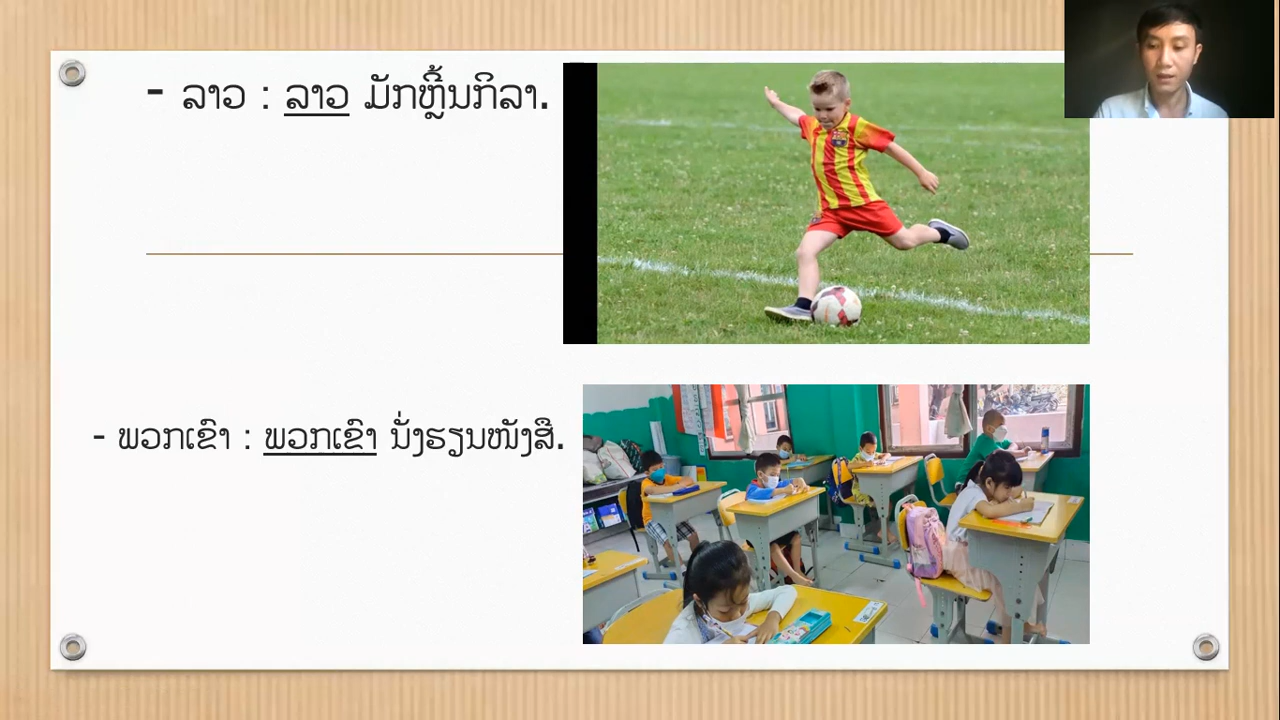 - ລາວ : ລາວ ມັກຫຼີ້ນກິລາ.
- ພວກເຂົາ : ພວກເຂົາ ນັ່ງຮຽນໜັງສື.